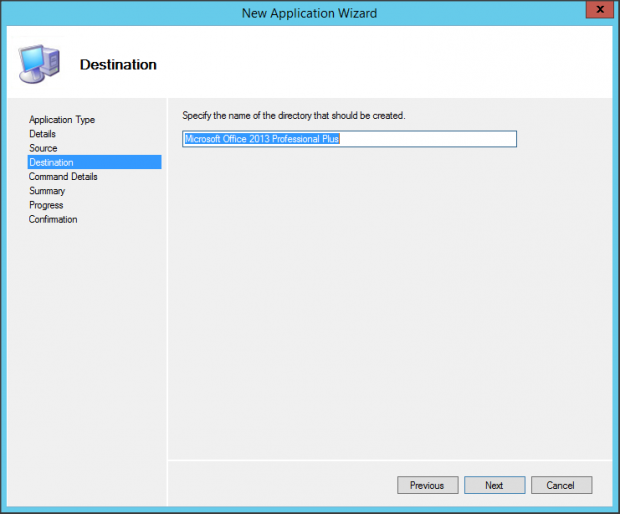 New Application Wizard
x
Destination
Application Type
Details
Source
Destination
Command Details
Summary
Progress
Confirmation
Specify the name of the directory that should be created.
Microsoft Office 2013 Professional Plus
Previous
Next
Cancel